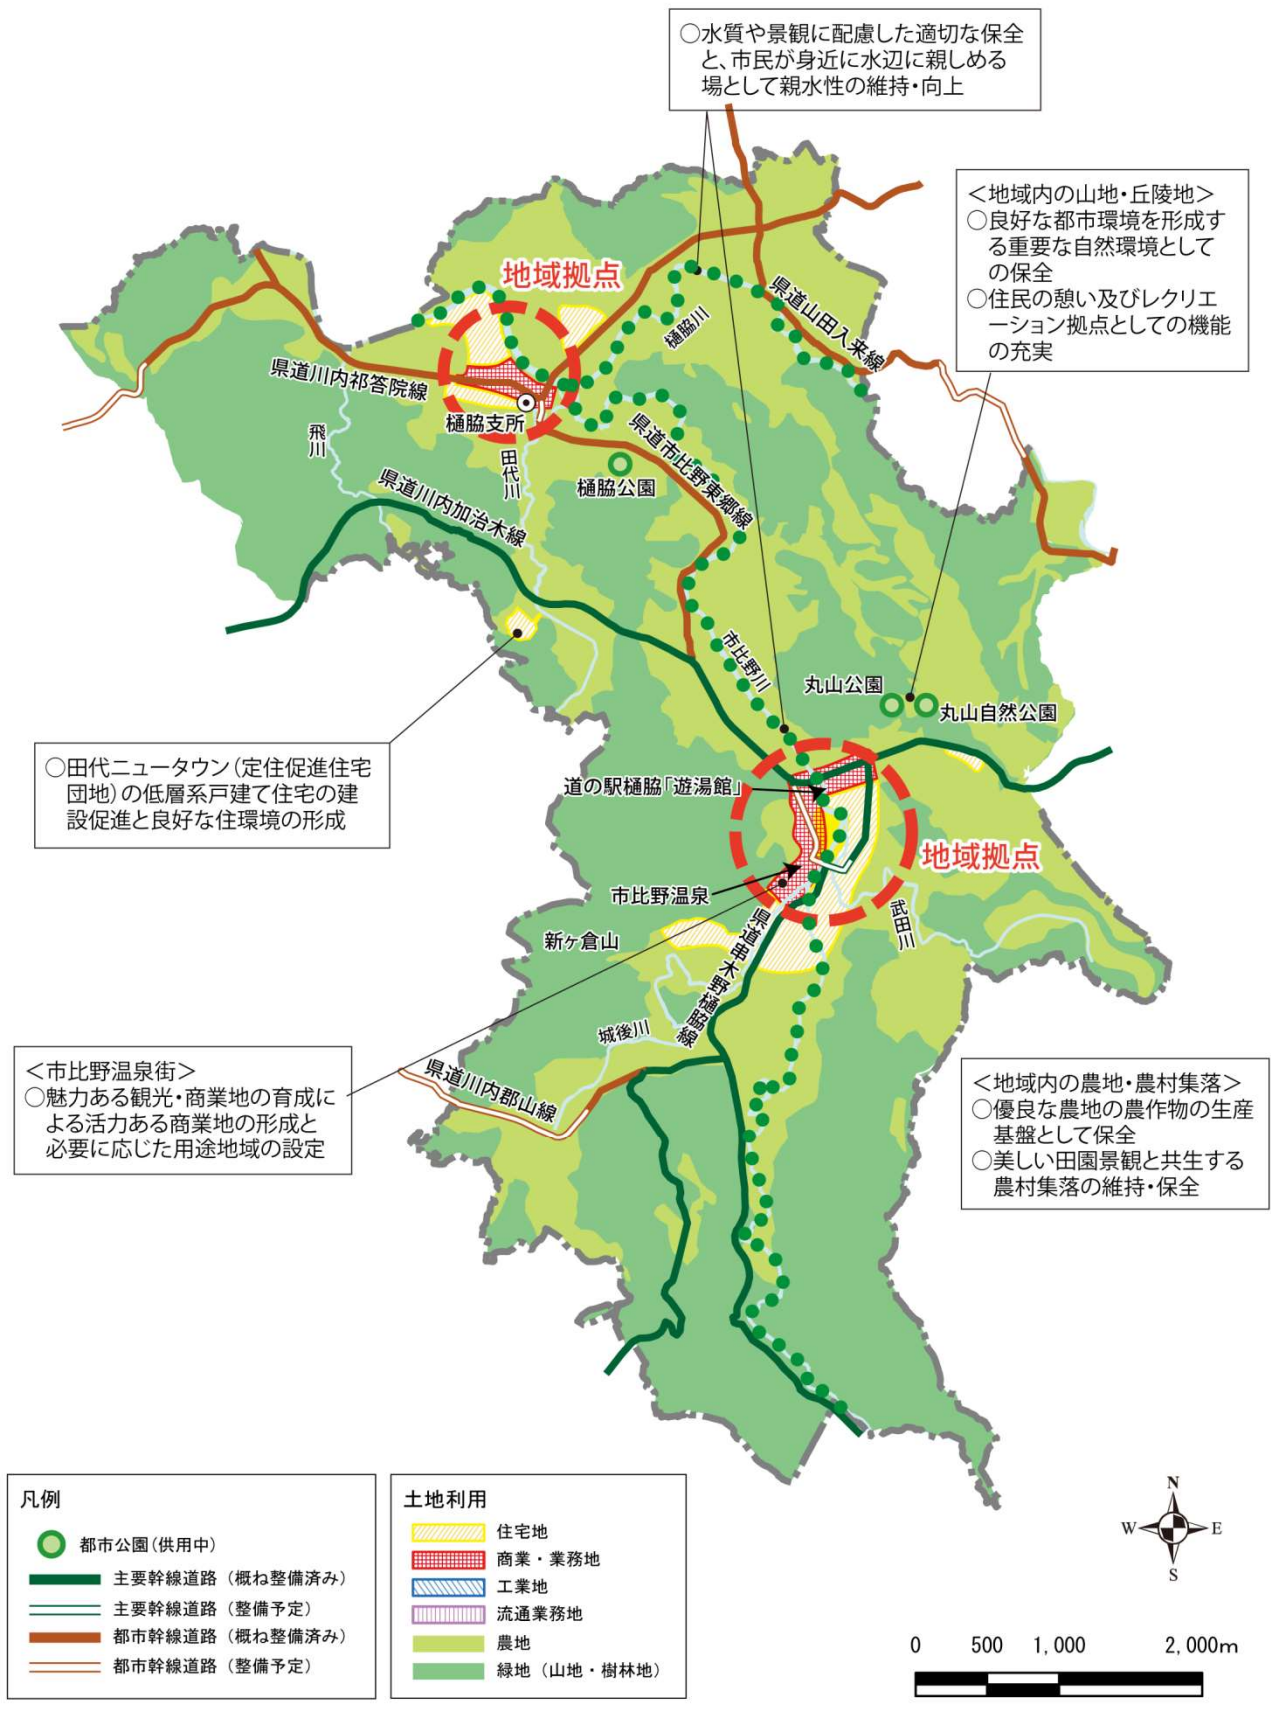 ○水質や景観に配慮した適切な保全
と、市民が身近に水辺に親しめる
場として親水性の維持・向上
＜地域内の山地・丘陵地＞
○良好な都市環境を形成す
る重要な自然環境として
の保全
○住民の憩い及びレクリエ
ーション拠点としての機能
の充実
地域拠点
樋脇川
県道山田入来線
県道川内祁答院線
樋脇支所
飛川
田代川
県道市比野東郷線
樋脇公園
県道川内加治木線
市比野川
丸山公園
丸山自然公園
○田代ニュータウン（定住促進住宅
団地）の低層系戸建て住宅の建
設促進と良好な住環境の形成
道の駅樋脇「遊湯館」
地域拠点
市比野温泉
武田川
県道串木野樋脇線
新ヶ倉山
城後川
県道川内郡山線
＜市比野温泉街＞
○魅力ある観光・商業地の育成に
よる活力ある商業地の形成と
必要に応じた用途地域の設定
＜地域内の農地・農村集落＞
○優良な農地の農作物の生産
基盤として保全
○美しい田園景観と共生する
農村集落の維持・保全
凡例
都市公園（供用中）
主要幹線道路（概ね整備済み）
主要幹線道路（整備予定）
都市幹線道路（概ね整備済み）
都市幹線道路（整備予定）
土地利用
住宅地
商業・業務地
工業地
流通業務地
農地
緑地（山地・樹林地）
N
W E
S
0 500 1,000 2,000m